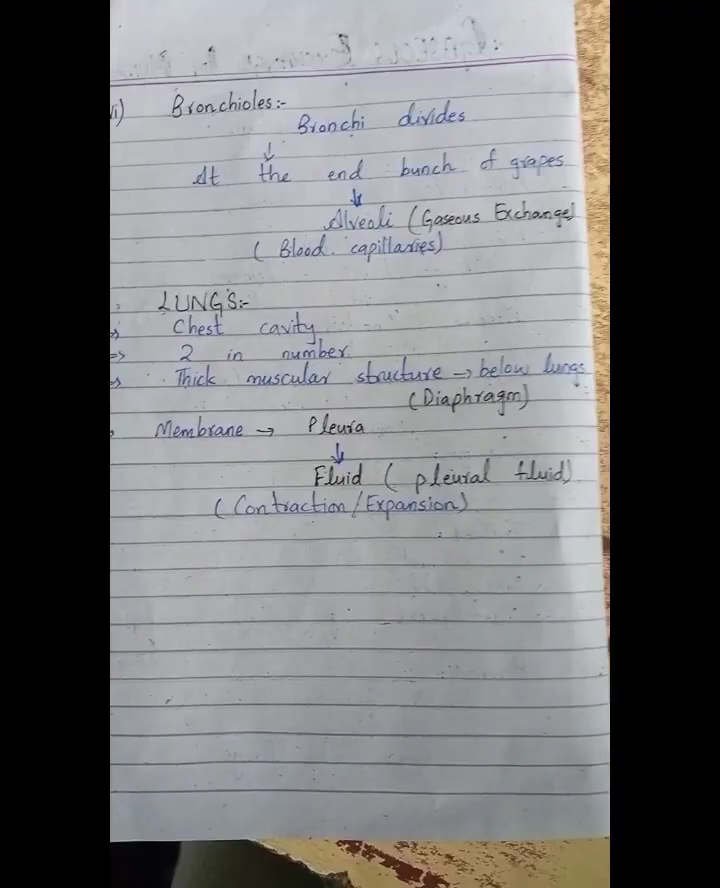 vi) Bronchioles:-
Bronchi divides
↓
At the end bunch of grapes
↓
Alveoli (Gaseous Exchange)
( Blood capillaries)
LUNGS:-
=> Chest cavity
=> 2 in number
=> Thick muscular structure → below lungs
(Diaphragm)
Membrane → Pleura
↓
Fluid ( pleural fluid)
(Contraction/Expansion)